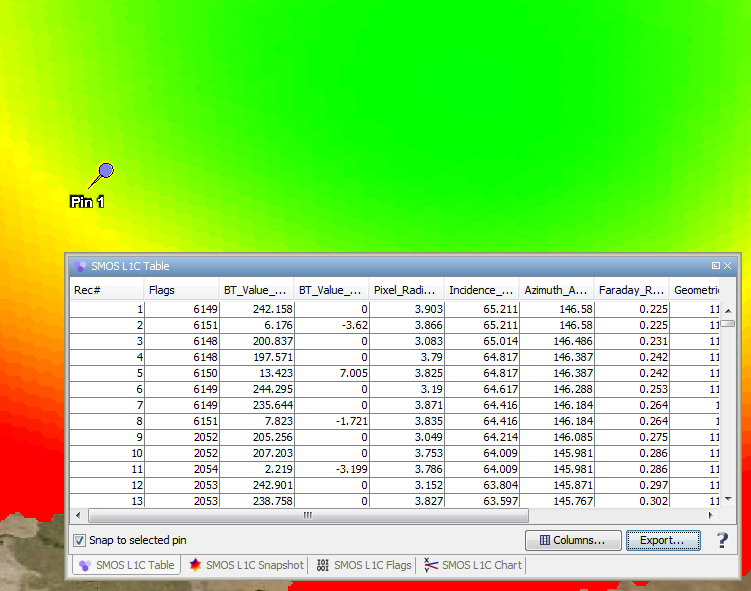 Pin 1
SMOS L1C Table
Rec# Flags BT_Value_... BT_Value_... Pixel_Radi... Incidence_... Azimuth_A... Faraday_R... Geometri
1 6149 242.158 0 3.903 65.211 146.58 0.225 11
2 6151 6.176 -3.62 3.866 65.211 146.58 0.225 11
3 6148 200.837 0 3.083 65.014 146.486 0.231 11
4 6148 197.571 0 3.79 64.817 146.387 0.242 11
5 6150 13.423 7.005 3.825 64.817 146.387 0.242 11
6 6149 244.295 0 3.19 64.617 146.288 0.253 11
7 6149 235.644 0 3.871 64.416 146.184 0.264 1
8 6151 7.823 -1.721 3.835 64.416 146.184 0.264 1
9 2052 205.256 0 3.049 64.214 146.085 0.275 11
10 2052 207.203 0 3.753 64.009 145.981 0.286 11
11 2054 2.219 -3.199 3.786 64.009 145.981 0.286 11
12 2053 242.901 0 3.152 63.804 145.871 0.297 11
13 2053 238.758 0 3.827 63.597 145.767 0.302 11
Snap to selected pin Columns... Export... ?
SMOS L1C Table SMOS L1C Snapshot SMOS L1C Flags SMOS L1C Chart